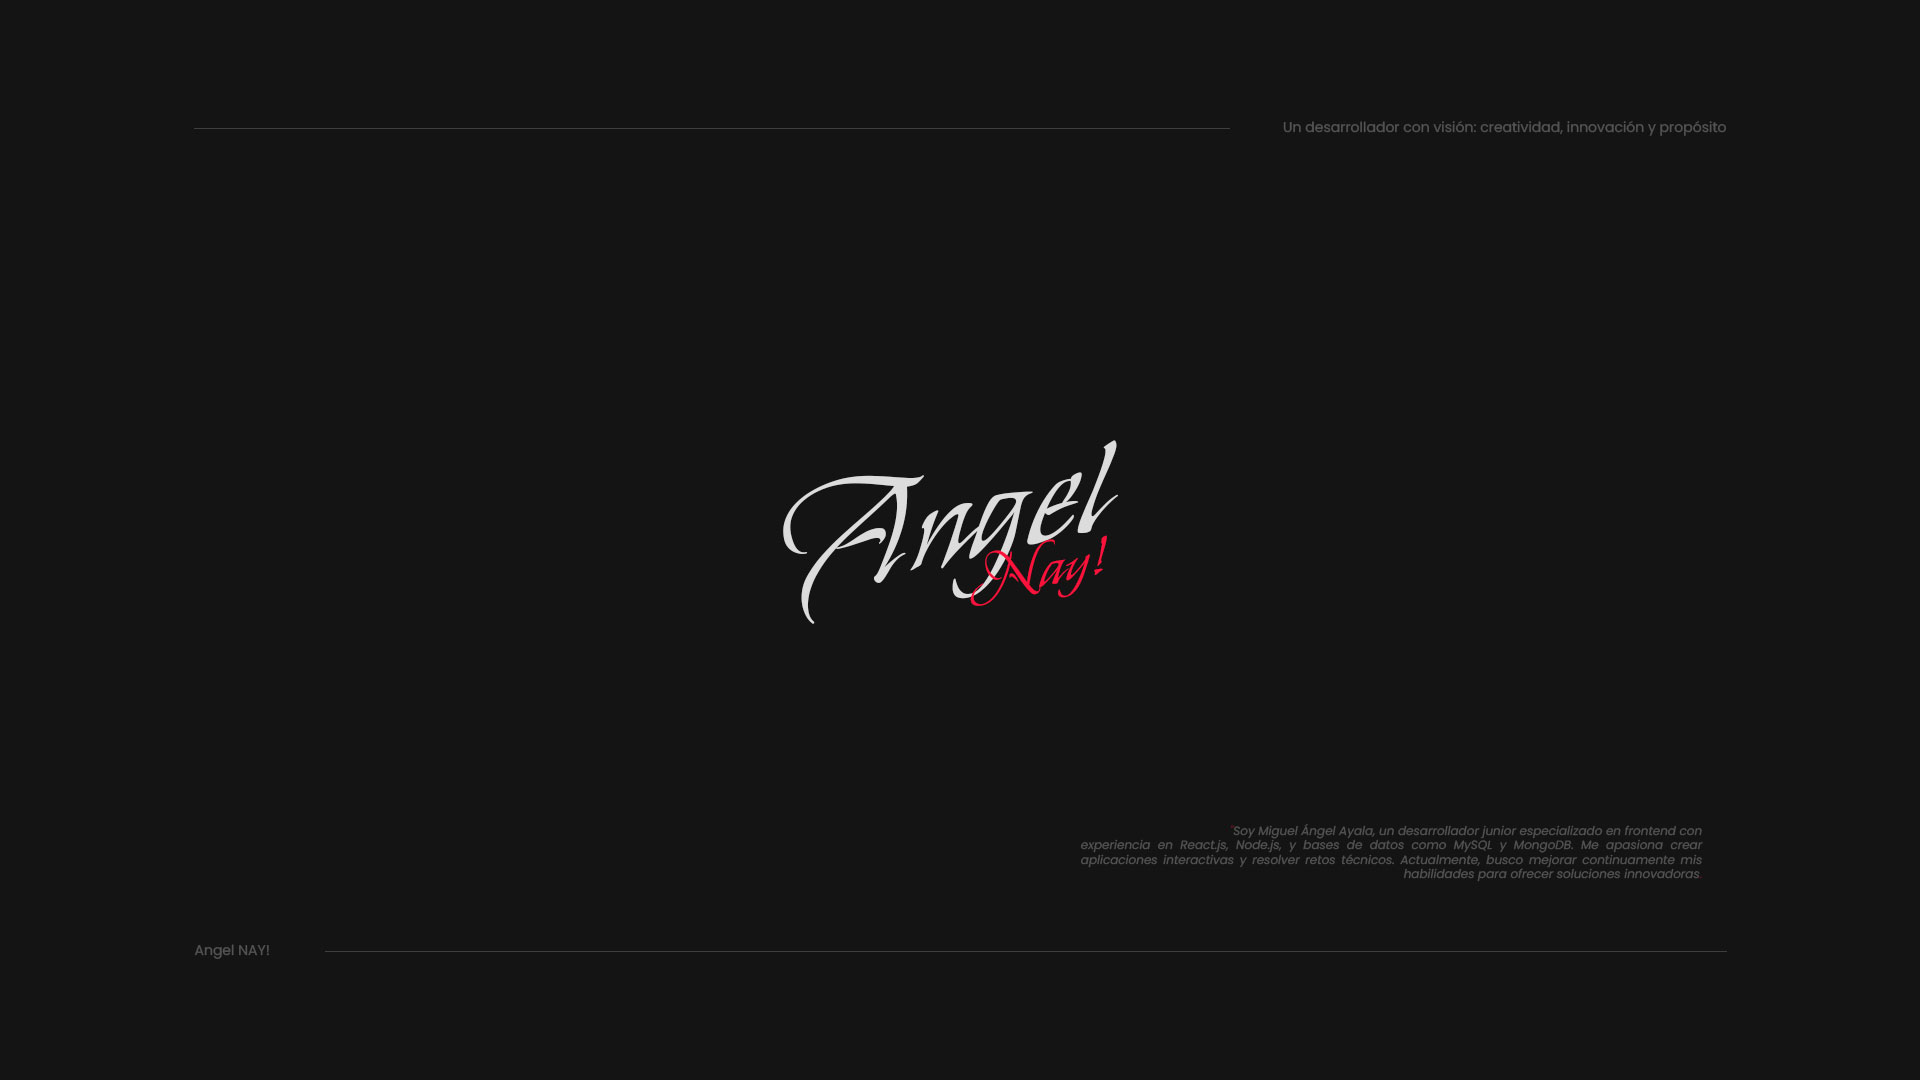 Un desarrollador con visión: creatividad, innovación y propósito
Angel
Nay!
"Soy Miguel Ángel Ayala, un desarrollador junior especializado en frontend con
experiencia en React.js, Node.js, y bases de datos como MySQL y MongoDB. Me apasiona crear
aplicaciones interactivas y resolver retos técnicos. Actualmente, busco mejorar continuamente mis
habilidades para ofrecer soluciones innovadoras.
Angel NAY!